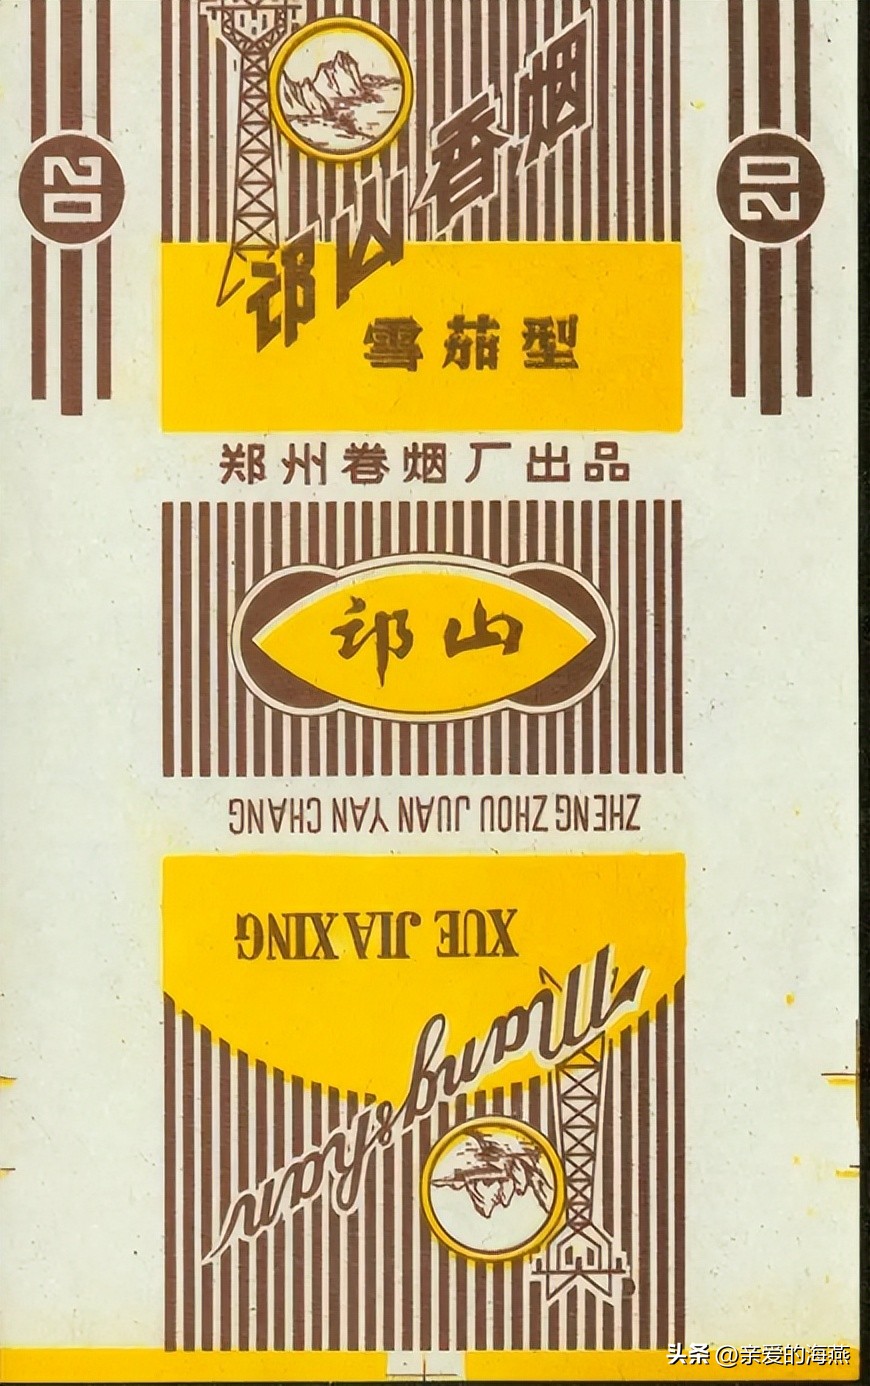 20
邙山香烟
20
雪茄型
郑州卷烟厂出品
邙山
ZHENG ZHOU JUAN YAN CHANG
XUE JIA XING
Mang shan
头条 @亲爱的海燕